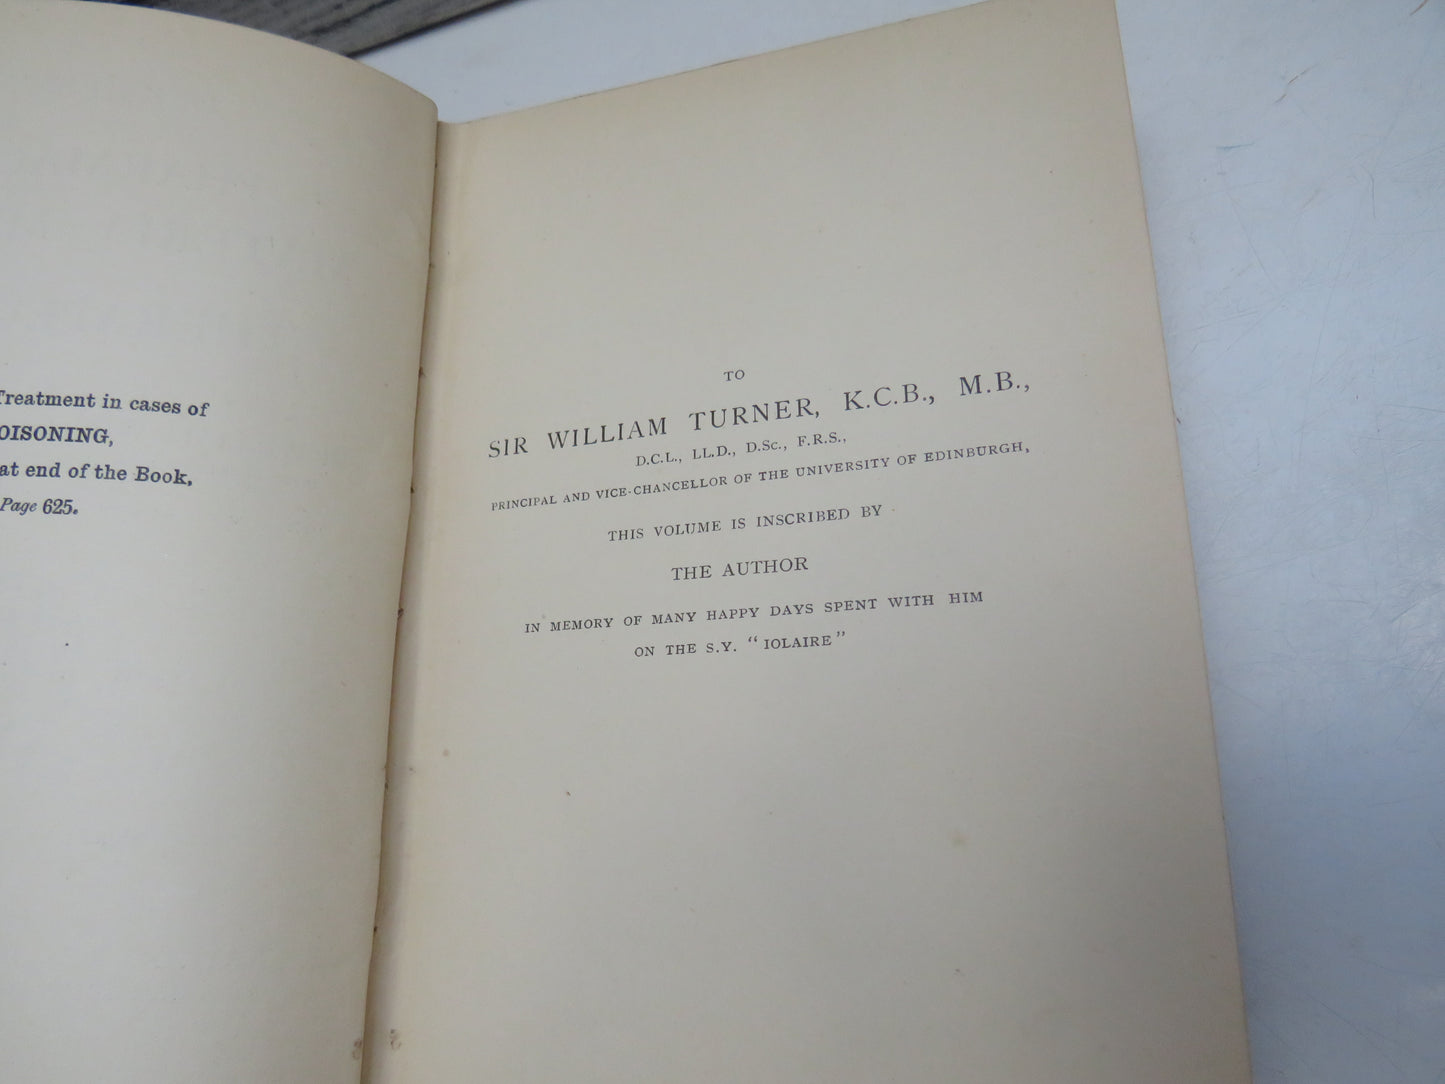 Treatment in cases of
POISONING,
at end of the Book,
Page 625.
TO
SIR WILLIAM TURNER, K.C.B., M.B.,
D.C.L., LL.D., D.Sc., F.R.S.,
PRINCIPAL AND VICE-CHANCELLOR OF THE UNIVERSITY OF EDINBURGH,
THIS VOLUME IS INSCRIBED BY
THE AUTHOR
IN MEMORY OF MANY HAPPY DAYS SPENT WITH HIM
ON THE S.Y. “IOLAIRE”